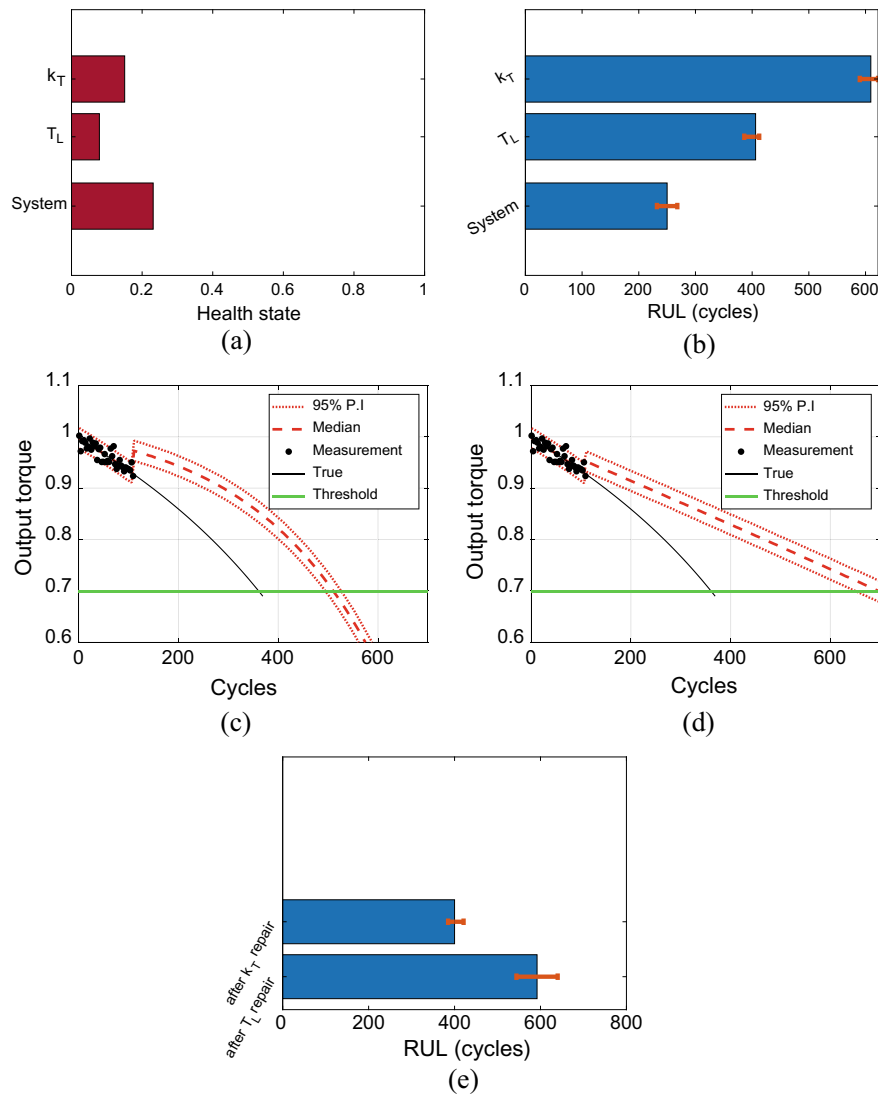 k_T
T_L
System
0 0.2 0.4 0.6 0.8 1
Health state
(a)
k_T
T_L
System
0 100 200 300 400 500 600
RUL (cycles)
(b)
1.1
1
0.9
0.8
0.7
0.6
Output torque
95% P.I
Median
Measurement
True
Threshold
0 200 400 600
Cycles
(c)
1.1
1
0.9
0.8
0.7
0.6
Output torque
95% P.I
Median
Measurement
True
Threshold
0 200 400 600
Cycles
(d)
after k_T repair
after T_L repair
0 200 400 600 800
RUL (cycles)
(e)